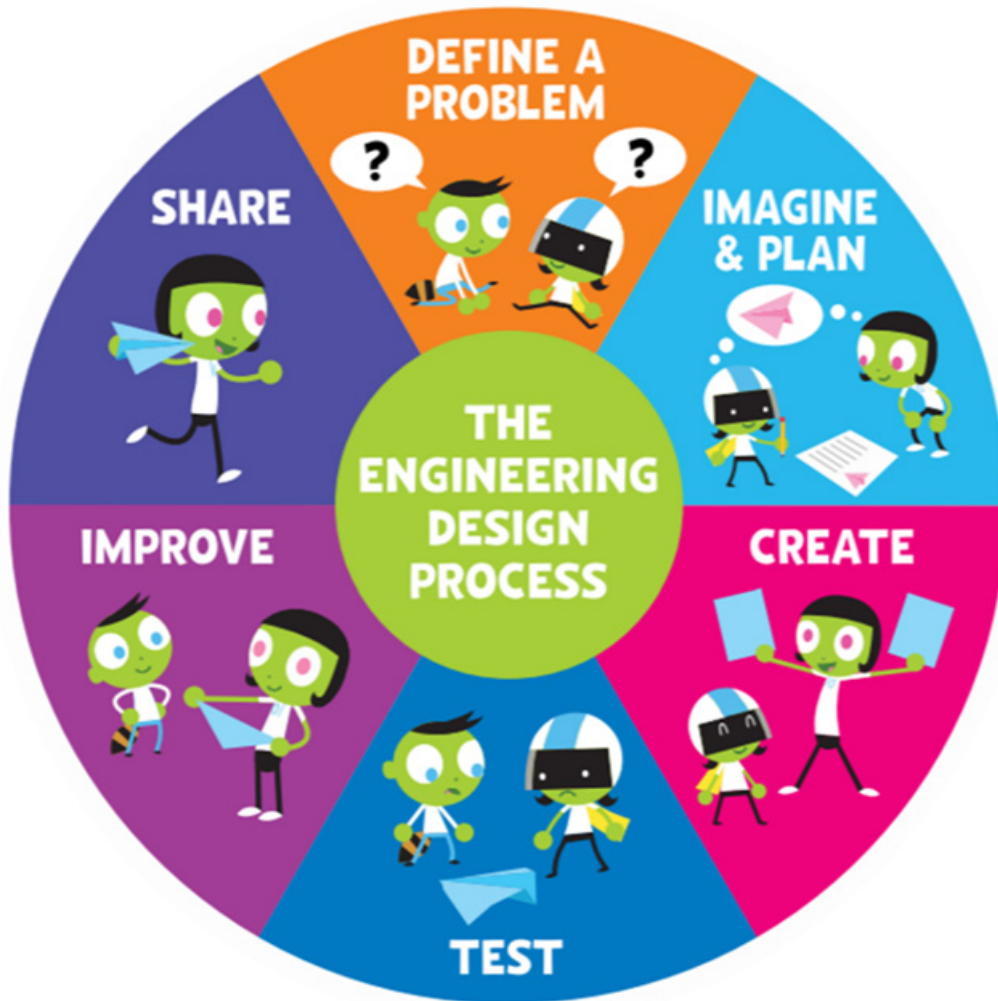 DEFINE A
PROBLEM
?
?
IMAGINE
& PLAN
CREATE
TEST
IMPROVE
SHARE
THE
ENGINEERING
DESIGN
PROCESS